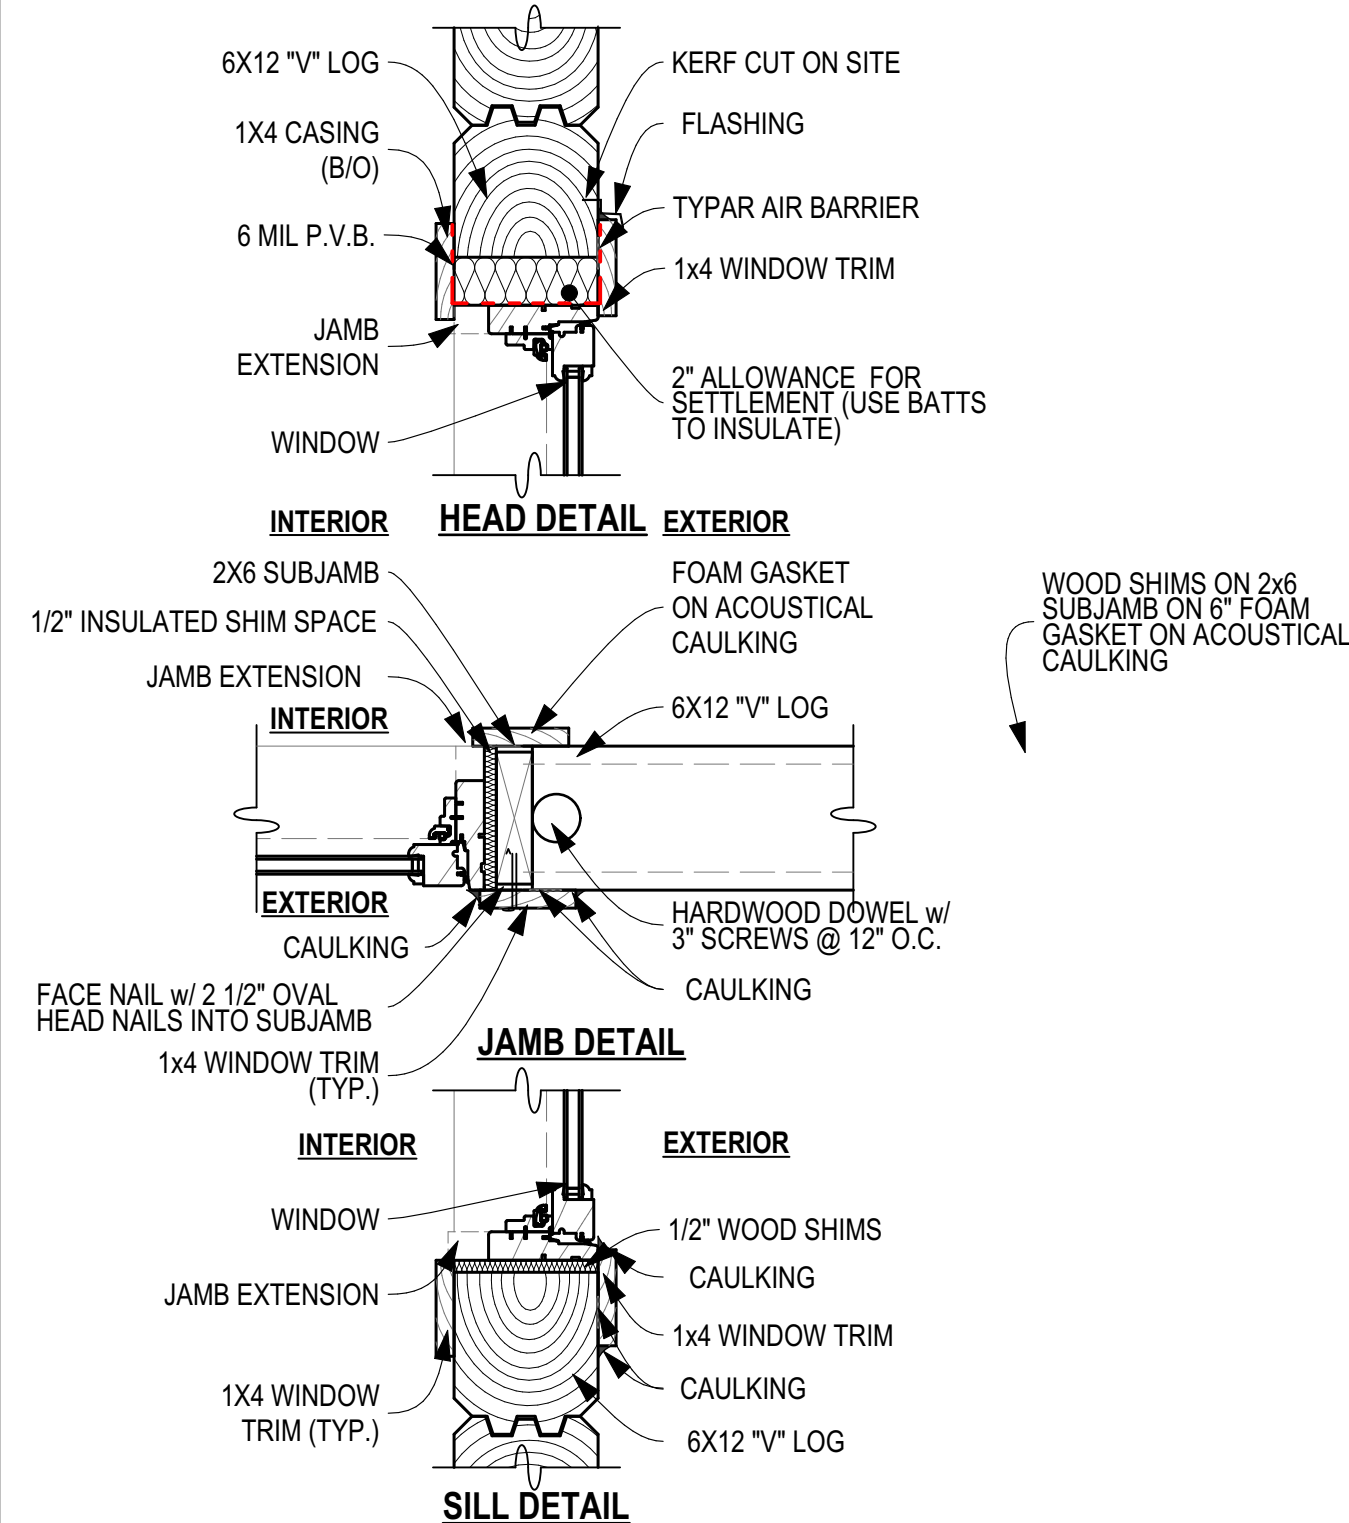 6X12 "V" LOG
KERF CUT ON SITE
FLASHING
1X4 CASING
(B/O)
TYPAR AIR BARRIER
6 MIL P.V.B.
1x4 WINDOW TRIM
JAMB
EXTENSION
2" ALLOWANCE FOR
SETTLEMENT (USE BATTS
TO INSULATE)
WINDOW
INTERIOR
HEAD DETAIL
EXTERIOR
2X6 SUBJAMB
FOAM GASKET
ON ACOUSTICAL
CAULKING
WOOD SHIMS ON 2x6
SUBJAMB ON 6" FOAM
GASKET ON ACOUSTICAL
CAULKING
1/2" INSULATED SHIM SPACE
JAMB EXTENSION
INTERIOR
6X12 "V" LOG
EXTERIOR
CAULKING
HARDWOOD DOWEL w/
3" SCREWS @ 12" O.C.
CAULKING
FACE NAIL w/ 2 1/2" OVAL
HEAD NAILS INTO SUBJAMB
JAMB DETAIL
1x4 WINDOW TRIM
(TYP.)
INTERIOR
EXTERIOR
WINDOW
1/2" WOOD SHIMS
CAULKING
JAMB EXTENSION
1x4 WINDOW TRIM
CAULKING
1X4 WINDOW
TRIM (TYP.)
6X12 "V" LOG
SILL DETAIL